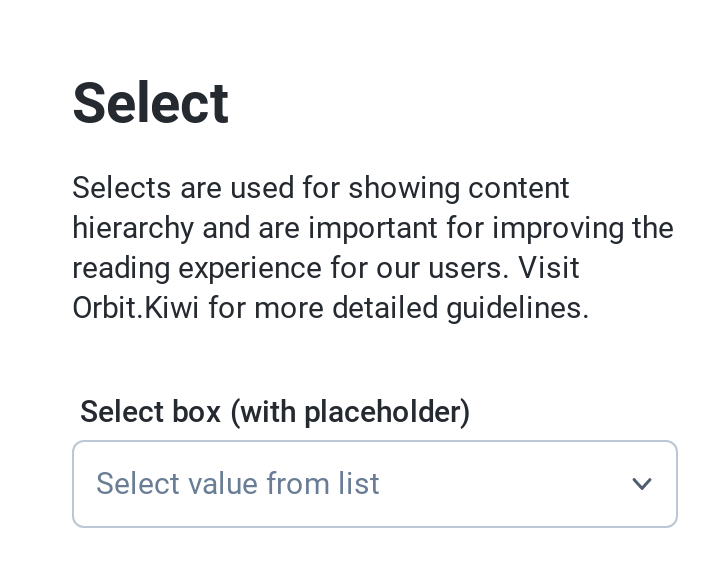 Select
Selects are used for showing content
hierarchy and are important for improving the
reading experience for our users. Visit
Orbit.Kiwi for more detailed guidelines.
Select box (with placeholder)
Select value from list